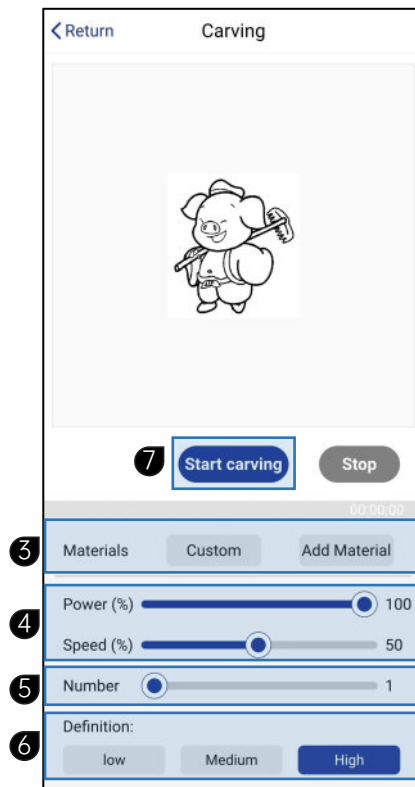 Return Carving
7 Start carving Stop
00:00:00
3 Materials Custom Add Material
4 Power (%) 100
Speed (%) 50
5 Number 1
6 Definition:
low Medium High